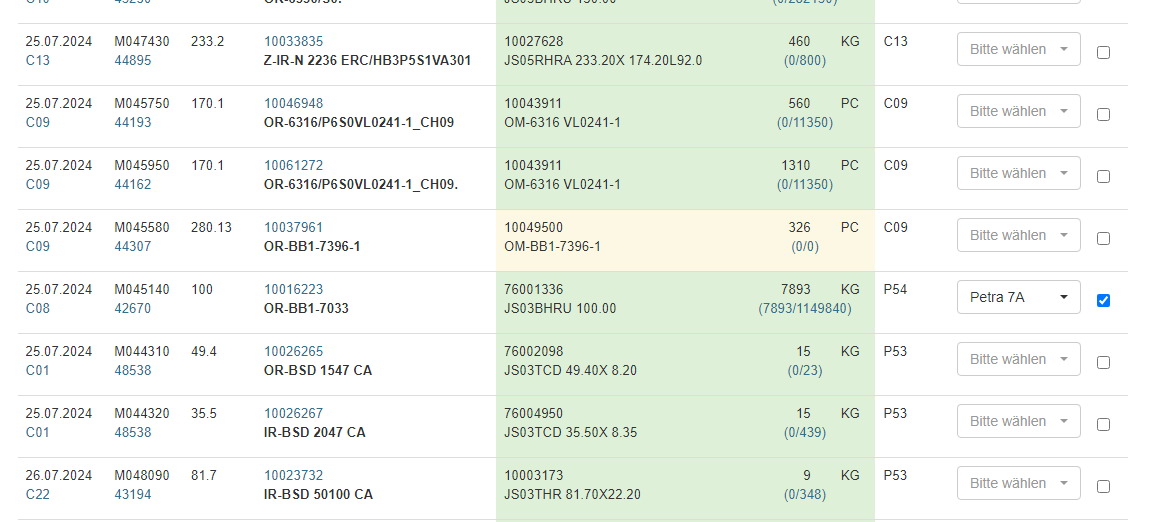 25.07.2024 M047430 233.2 10033835 10027628 460 KG C13 Bitte wählen
C13 44895 Z-IR-N 2236 ERC/HB3P5S1VA301 JS05RHRA 233.20X 174.20L92.0 (0/800)
25.07.2024 M045750 170.1 10046948 10043911 560 PC C09 Bitte wählen
C09 44193 OR-6316/P6S0VL0241-1_CH09 OM-6316 VL0241-1 (0/11350)
25.07.2024 M045950 170.1 10061272 10043911 1310 PC C09 Bitte wählen
C09 44162 OR-6316/P6S0VL0241-1_CH09. OM-6316 VL0241-1 (0/11350)
25.07.2024 M045580 280.13 10037961 10049500 326 PC C09 Bitte wählen
C09 44307 OR-BB1-7396-1 OM-BB1-7396-1 (0/0)
25.07.2024 M045140 100 10016223 76001336 7893 KG P54 Petra 7A
C08 42670 OR-BB1-7033 JS03BHRU 100.00 (7893/1149840)
25.07.2024 M044310 49.4 10026265 76002098 15 KG P53 Bitte wählen
C01 48538 OR-BSD 1547 CA JS03TCD 49.40X 8.20 (0/23)
25.07.2024 M044320 35.5 10026267 76004950 15 KG P53 Bitte wählen
C01 48538 IR-BSD 2047 CA JS03TCD 35.50X 8.35 (0/439)
26.07.2024 M048090 81.7 10023732 10003173 9 KG P53 Bitte wählen
C22 43194 IR-BSD 50100 CA JS03THR 81.70X22.20 (0/348)